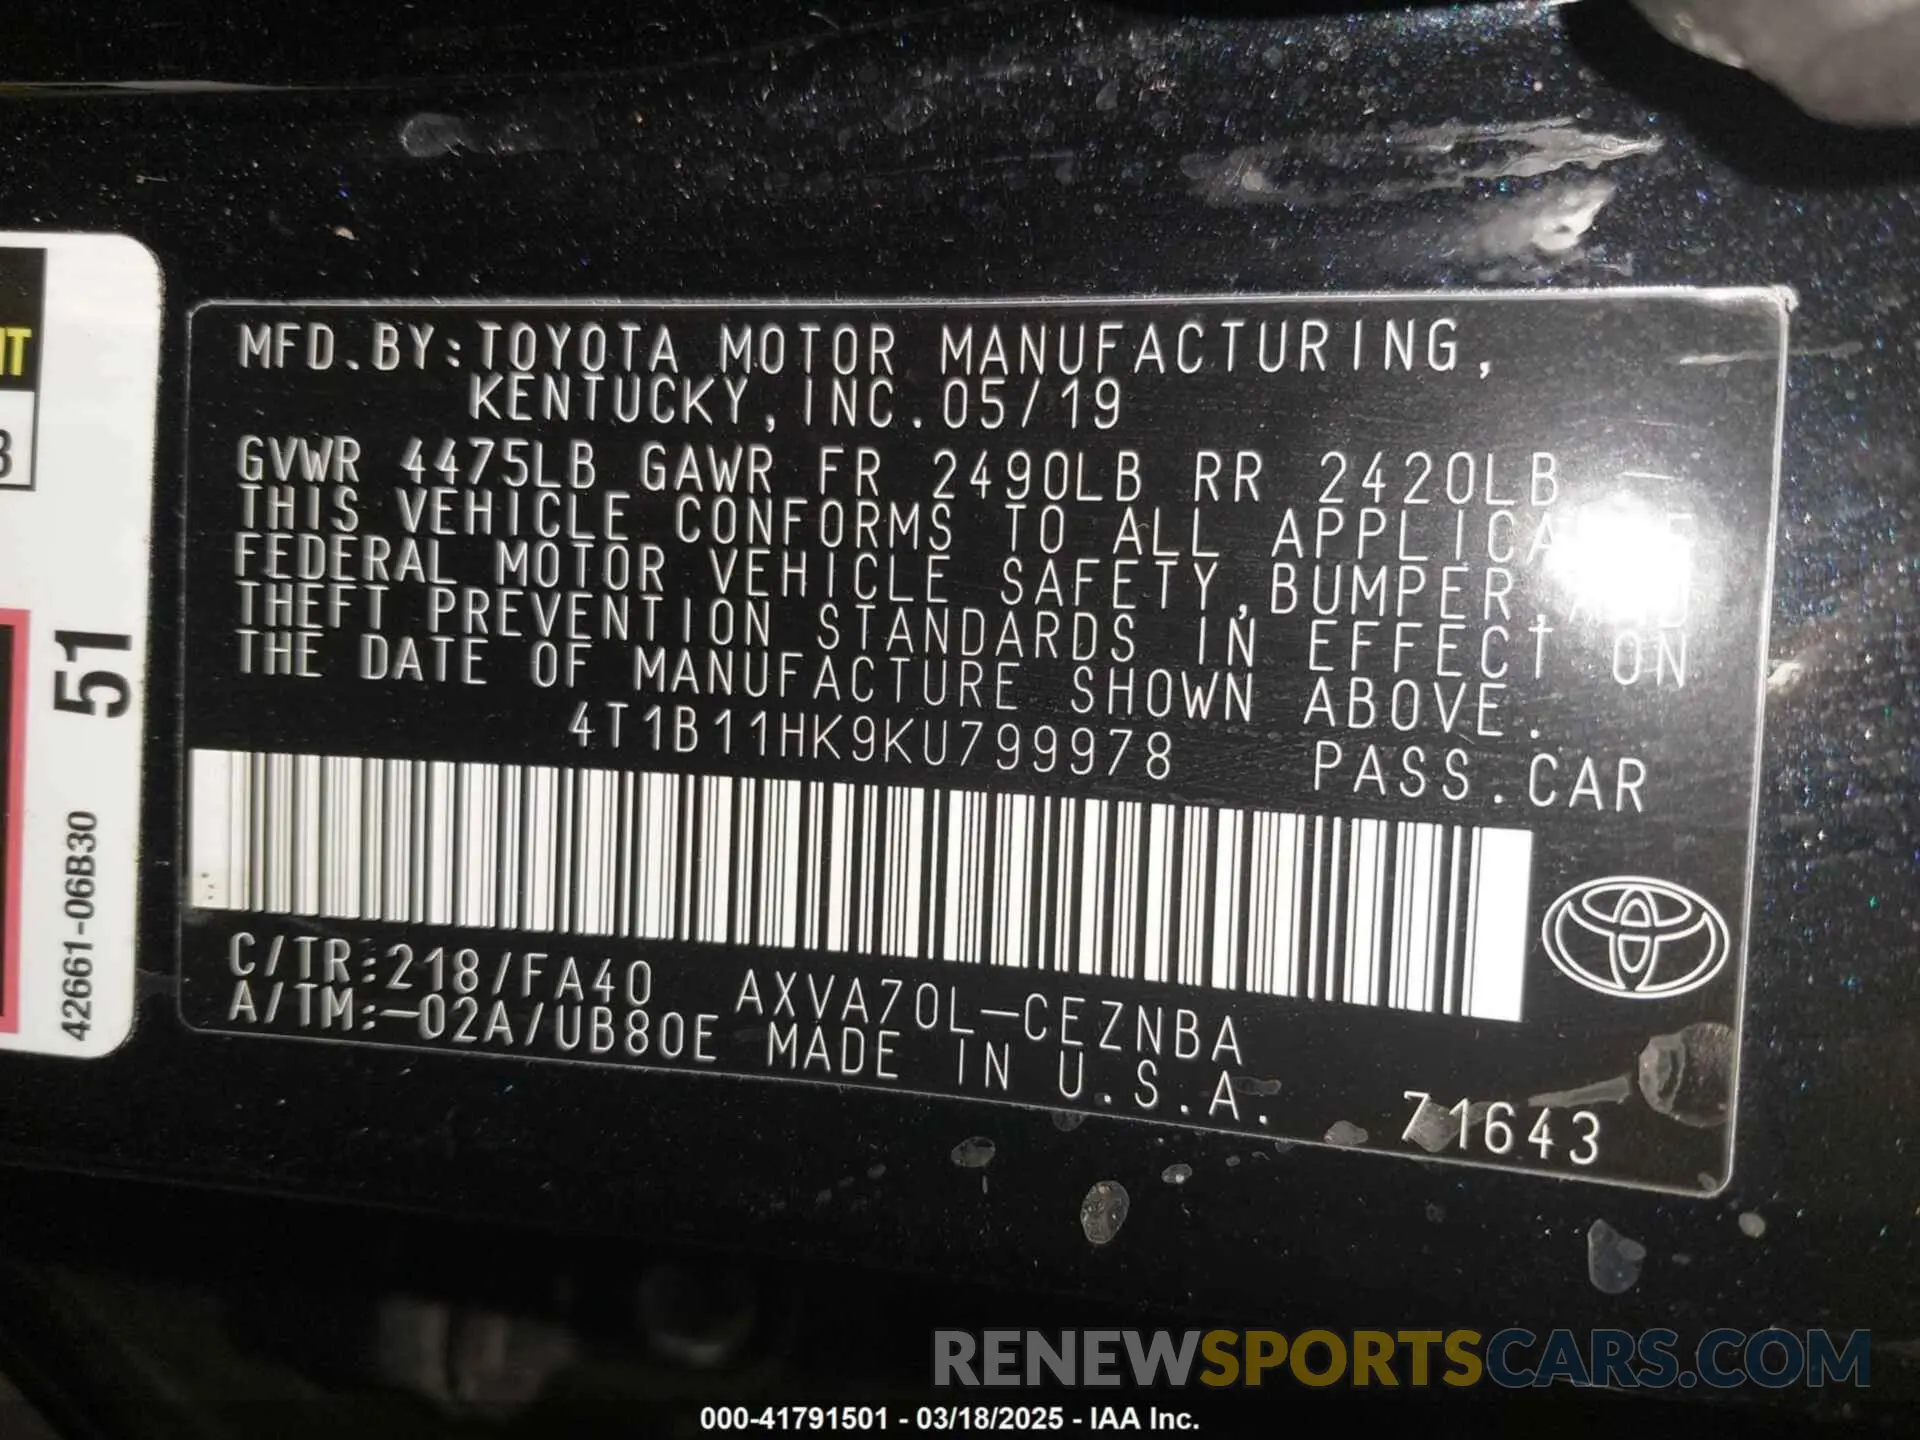 MFD.BY:TOYOTA MOTOR MANUFACTURING,
KENTUCKY,INC.05/19
GVWR 4475LB GAWR FR 2490LB RR 2420LB
THIS VEHICLE CONFORMS TO ALL
FEDERAL MOTOR VEHICLE SAFETY,BUMPER,
THEFT PREVENTION STANDARDS IN EFFECT ON
THE DATE OF MANUFACTURE SHOWN ABOVE.
4T1B11HK9KU799978 PASS.CAR
C/TR:218/FA40 AXVA70L-CEZNBA
A/TM:-02A/UB80E MADE IN U.S.A.
71643
51
42661-06B30
RENEWSPORTSCARS.COM
000-41791501 - 03/18/2025 - IAA Inc.